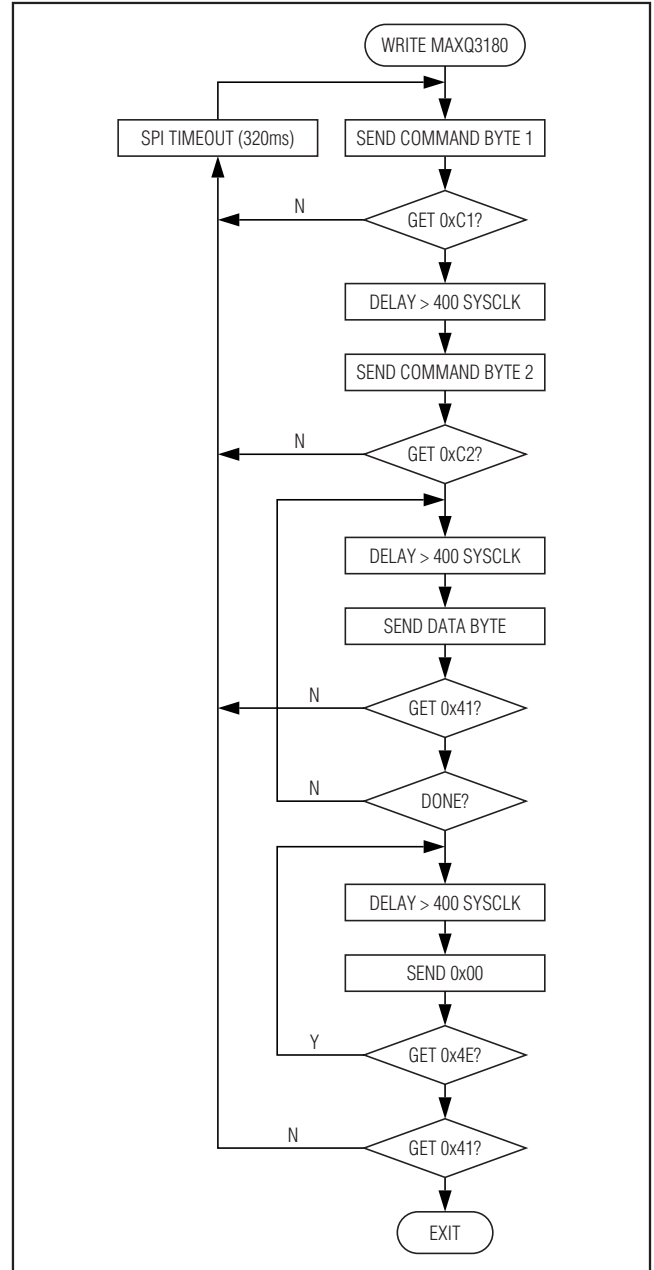 WRITE MAXQ3180
SPI TIMEOUT (320ms)
SEND COMMAND BYTE 1
N
GET 0xC1?
DELAY > 400 SYSCLK
SEND COMMAND BYTE 2
N
GET 0xC2?
DELAY > 400 SYSCLK
SEND DATA BYTE
N
GET 0x41?
N
DONE?
DELAY > 400 SYSCLK
SEND 0x00
Y
GET 0x4E?
N
GET 0x41?
EXIT